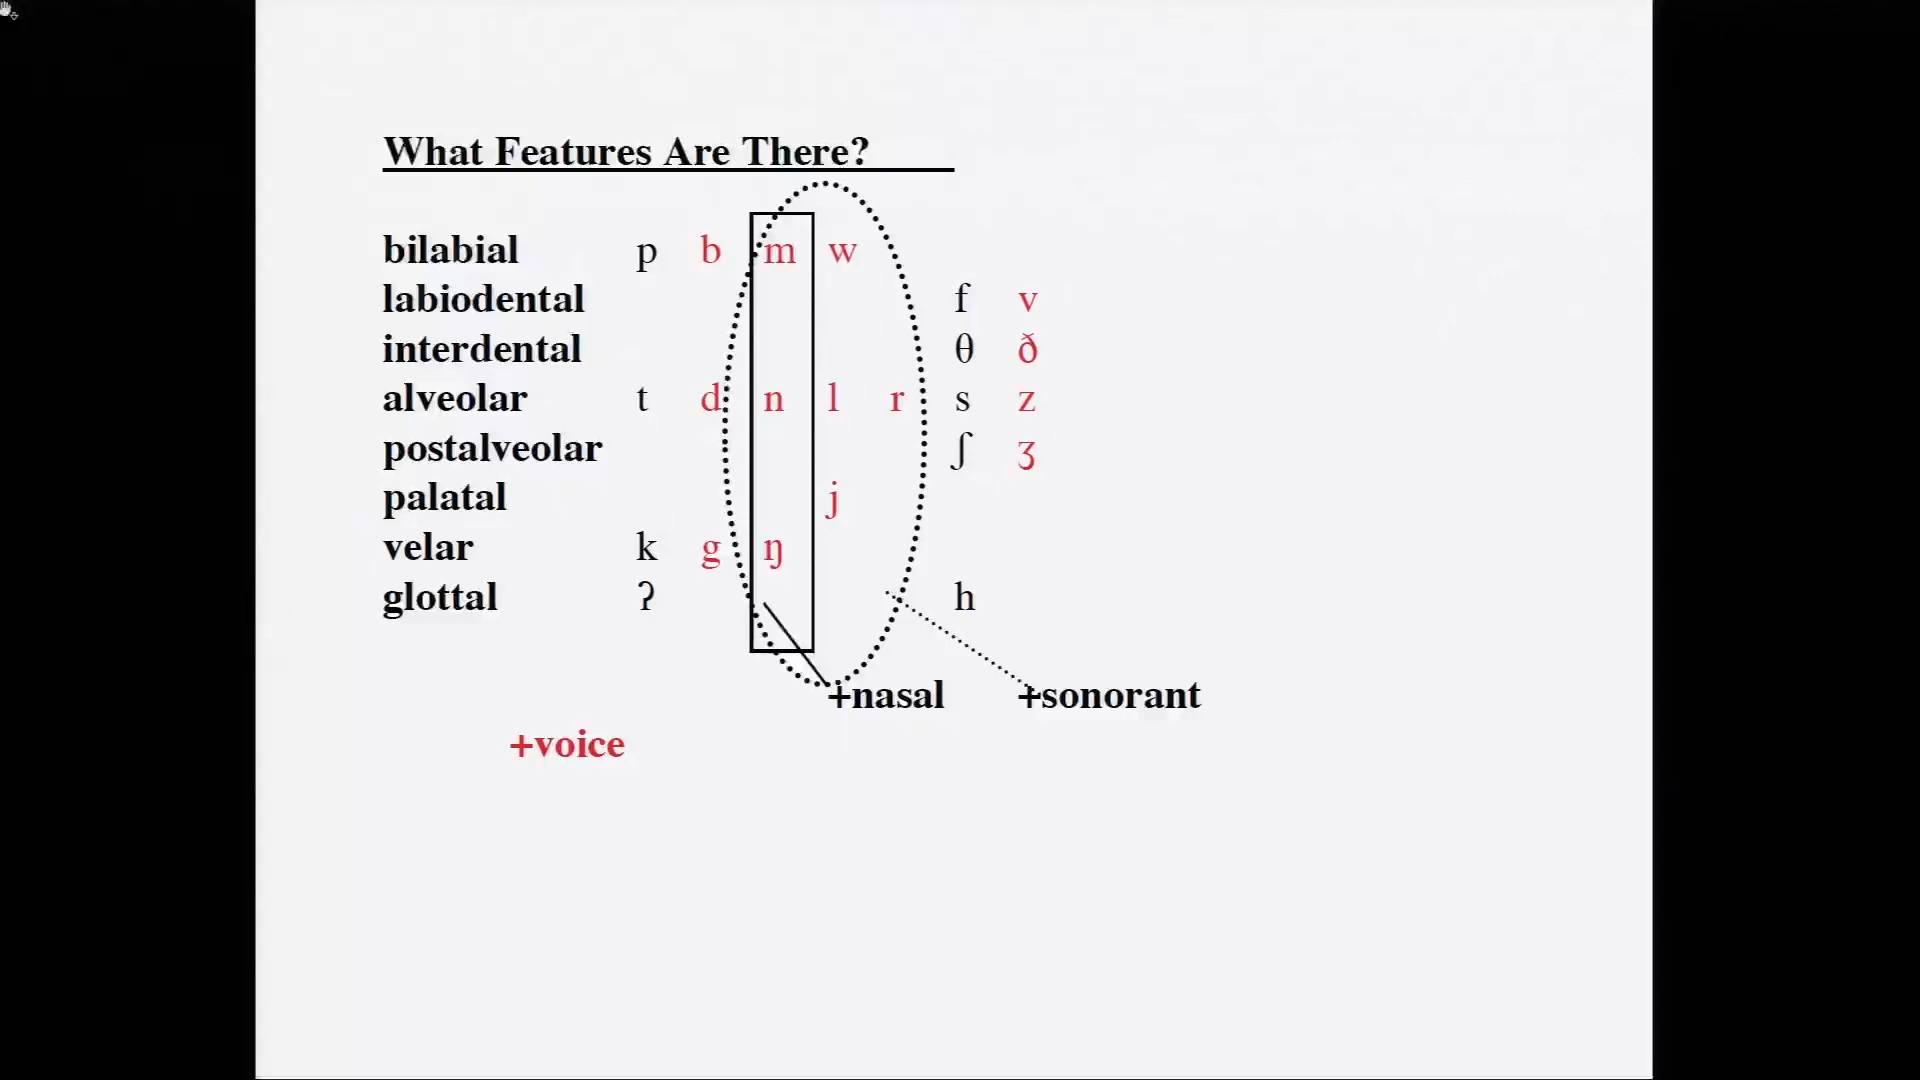 What Features Are There?
bilabial p b m w
labiodental f v
interdental θ ð
alveolar t d n l r s z
postalveolar ʃ ʒ
palatal j
velar k g ŋ
glottal ʔ h
+nasal +sonorant
+voice